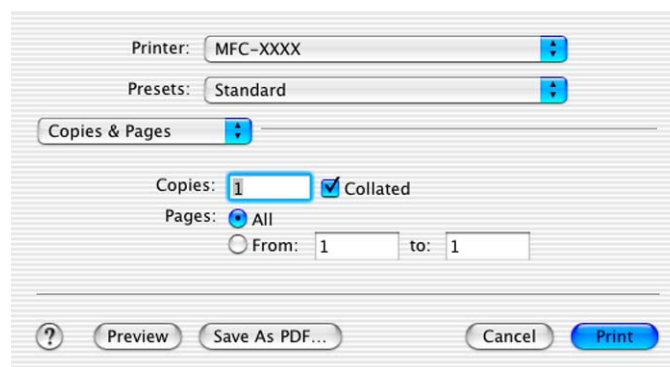 Printer: MFC-XXXX
Presets: Standard
Copies & Pages
Copies: 1 Collated
Pages: All
From: 1 to: 1
? Preview Save As PDF... Cancel Print